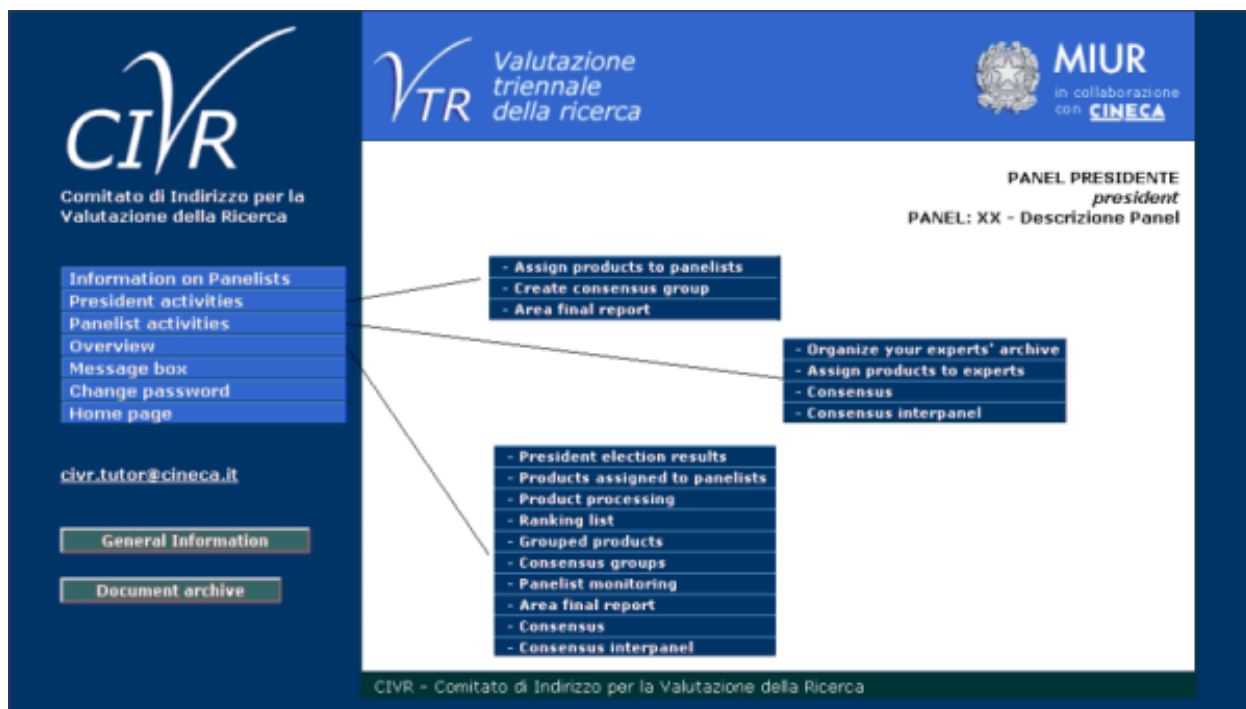 CIVR
Comitato di Indirizzo per la
Valutazione della Ricerca
Information on Panelists
President activities
Panelist activities
Overview
Message box
Change password
Home page
civr.tutor@cineca.it
General Information
Document archive
VTR
Valutazione
triennale
della ricerca
MIUR
in collaborazione
con CINECA
PANEL PRESIDENTE
president
PANEL: XX - Descrizione Panel
- Assign products to panelists
- Create consensus group
- Area final report
- Organize your experts' archive
- Assign products to experts
- Consensus
- Consensus interpanel
- President election results
- Products assigned to panelists
- Product processing
- Ranking list
- Grouped products
- Consensus groups
- Panelist monitoring
- Area final report
- Consensus
- Consensus interpanel
CIVR - Comitato di Indirizzo per la Valutazione della Ricerca